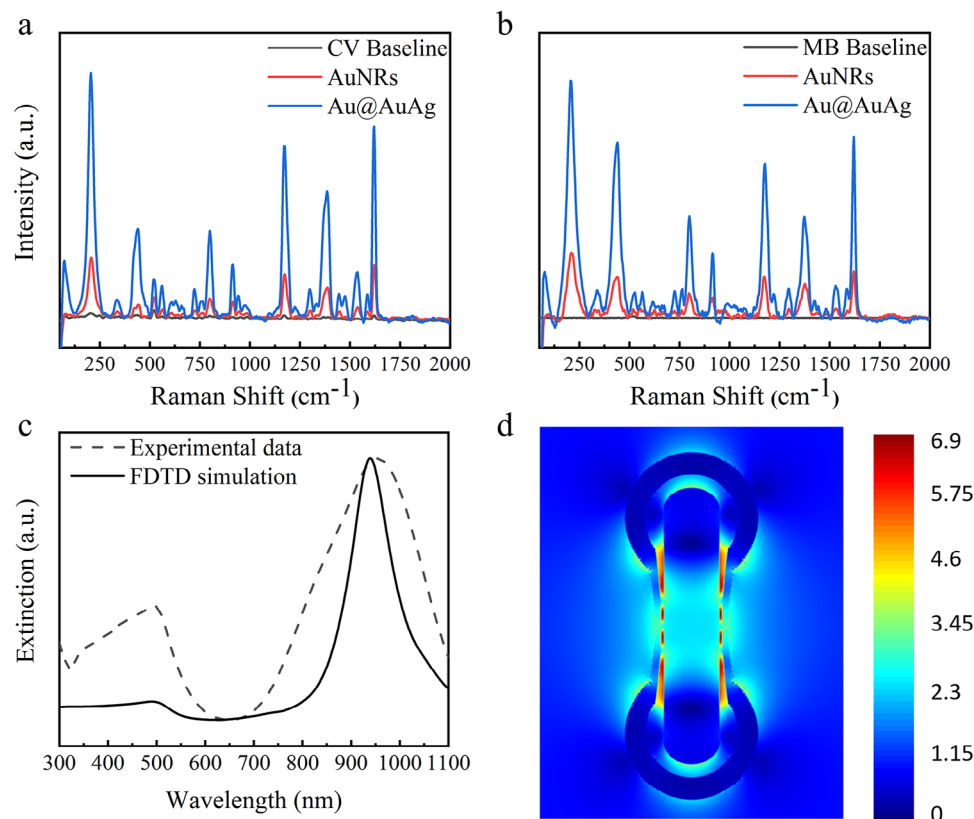 a
CV Baseline
AuNRs
Au@AuAg
Intensity (a.u.)
250 500 750 1000 1250 1500 1750 2000
Raman Shift (cm-1)
b
MB Baseline
AuNRs
Au@AuAg
250 500 750 1000 1250 1500 1750 2000
Raman Shift (cm-1)
c
Experimental data
FDTD simulation
Extinction (a.u.)
300 400 500 600 700 800 900 1000 1100
Wavelength (nm)
d
6.9
5.75
4.6
3.45
2.3
1.15
0